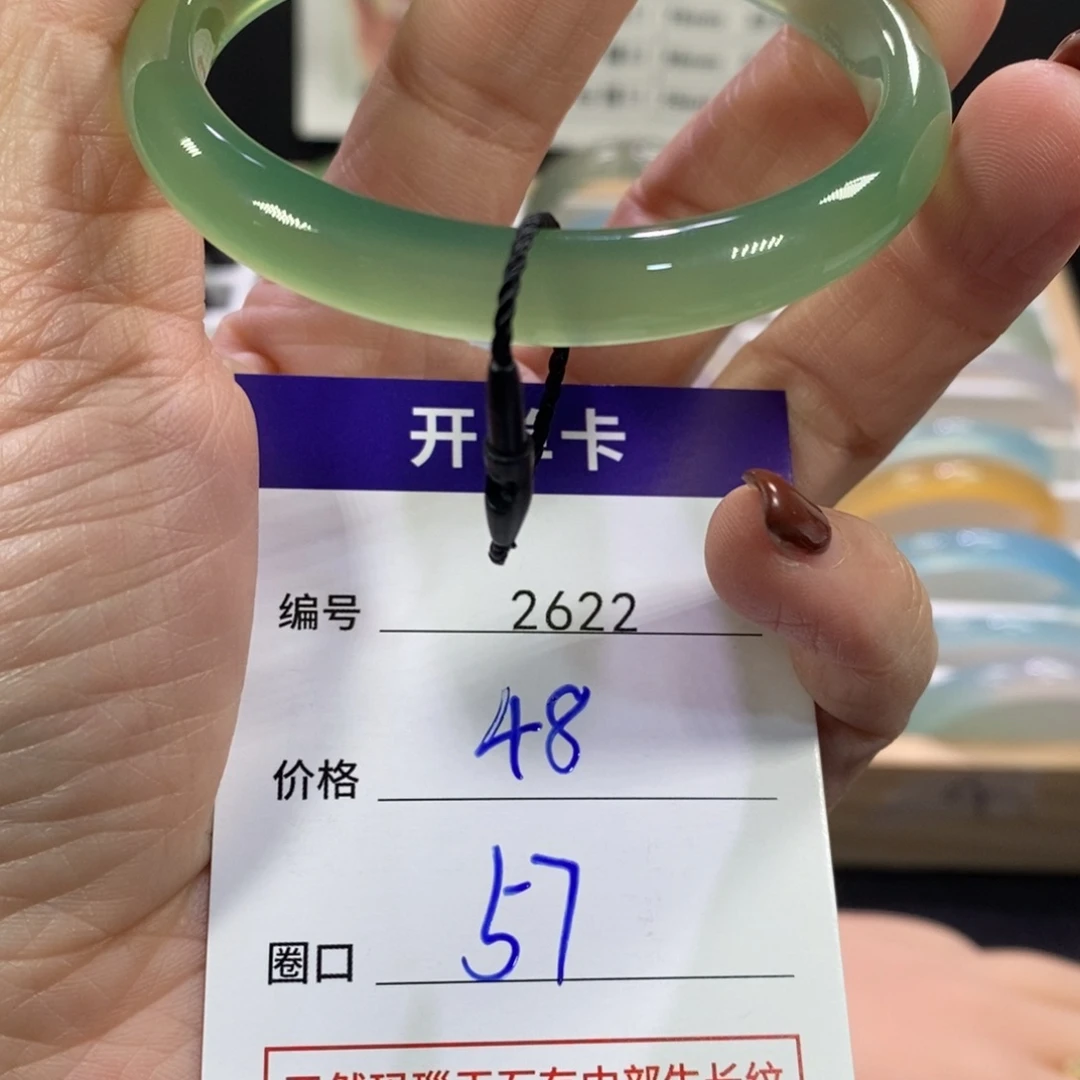 开 卡
编号 2622
价格 48
圈口 57